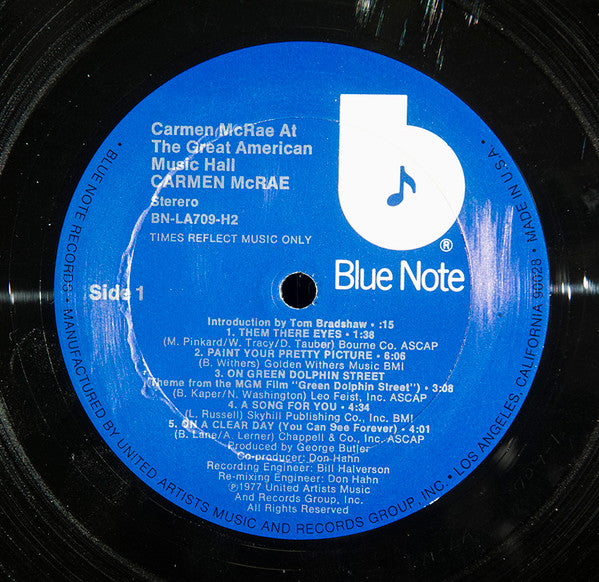 Carmen McRae At
The Great American
Music Hall
CARMEN McRAE
Sterero
BN-LA709-H2
TIMES REFLECT MUSIC ONLY
b
®
Blue Note
Side 1
Introduction by Tom Bradshaw • :15
1. THEM THERE EYES • 1:38
(M. Pinkard/W. Tracy/D. Tauber) Bourne Co. ASCAP
2. PAINT YOUR PRETTY PICTURE • 6:06
(B. Withers) Golden Withers Music BMI
3. ON GREEN DOLPHIN STREET
Theme from the MGM Film "Green Dolphin Street") • 3:08
(B. Kaper/N. Washington) Leo Feist, Inc. ASCAP
4. A SONG FOR YOU • 4:34
(L. Russell) Skyhill Publishing Co., Inc. BMI
5. ON A CLEAR DAY (You Can See Forever) • 4:01
(B. Lane/A. Lerner) Chappell & Co., Inc. ASCAP
Produced by George Butler
Co-producer: Don Hahn
Recording Engineer: Bill Halverson
Re-mixing Engineer: Don Hahn
℗1977 United Artists Music
And Records Group, Inc.
All Rights Reserved
• BLUE NOTE RECORDS • MANUFACTURED BY UNITED ARTISTS MUSIC AND RECORDS GROUP, INC. • LOS ANGELES, CALIFORNIA 90028 • MADE IN U.S.A. •